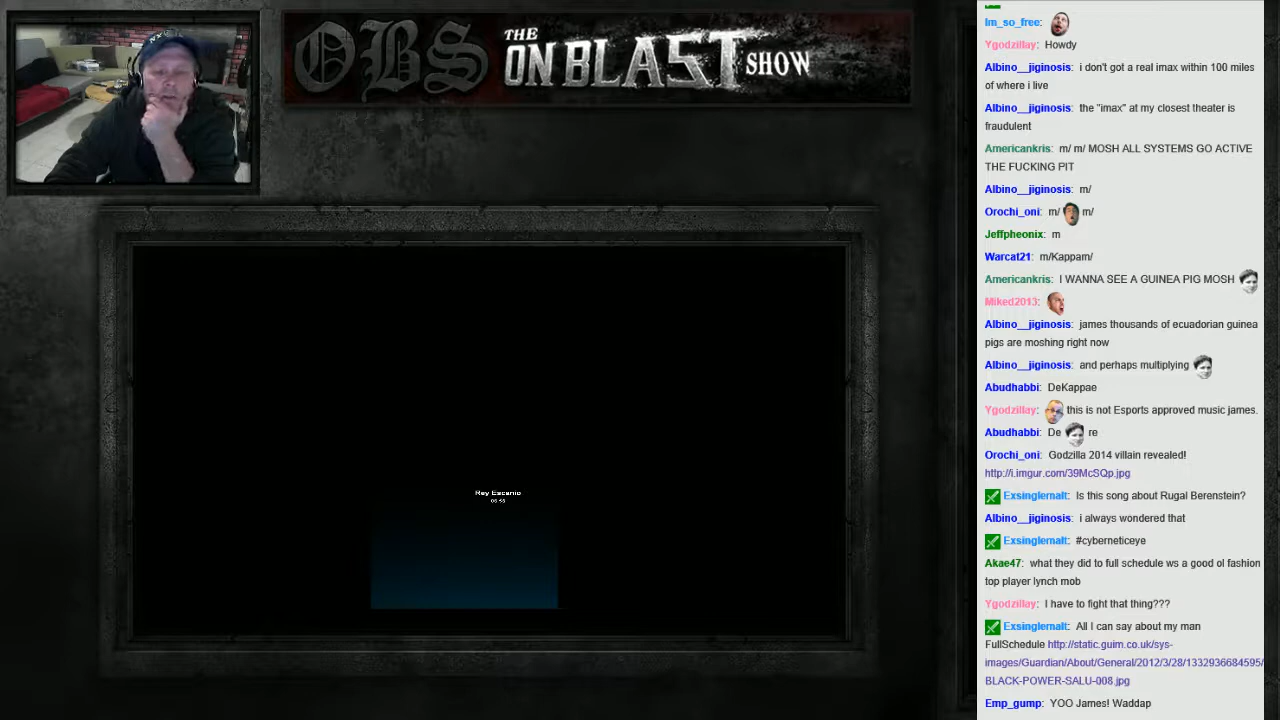 NY
OBS
THE
ON BLAST
SHOW
Rey Escanio
Im_so_free:
Ygodzillay: Howdy
Albino__jiginosis: i don't got a real imax within 100 miles
of where i live
Albino__jiginosis: the "imax" at my closest theater is
fraudulent
Americankris: m/ m/ MOSH ALL SYSTEMS GO ACTIVE
THE FUCKING PIT
Albino__jiginosis: m/
Orochi_oni: m/ m/
Jeffpheonix: m
Warcat21: m/Kappam/
Americankris: I WANNA SEE A GUINEA PIG MOSH
Miked2013:
Albino__jiginosis: james thousands of ecuadorian guinea
pigs are moshing right now
Albino__jiginosis: and perhaps multiplying
Abudhabbi: DeKappae
Ygodzillay: this is not Esports approved music james.
Abudhabbi: De re
Orochi_oni: Godzilla 2014 villain revealed!
http://i.imgur.com/39McSQp.jpg
Exsinglemalt: Is this song about Rugal Berenstein?
Albino__jiginosis: i always wondered that
Exsinglemalt: #cyberneticeye
Akae47: what they did to full schedule ws a good ol fashion
top player lynch mob
Ygodzillay: I have to fight that thing???
Exsinglemalt: All I can say about my man
FullSchedule http://static.guim.co.uk/sys-
images/Guardian/About/General/2012/3/28/1332936684595/
BLACK-POWER-SALU-008.jpg
Emp_gump: YOO James! Waddap